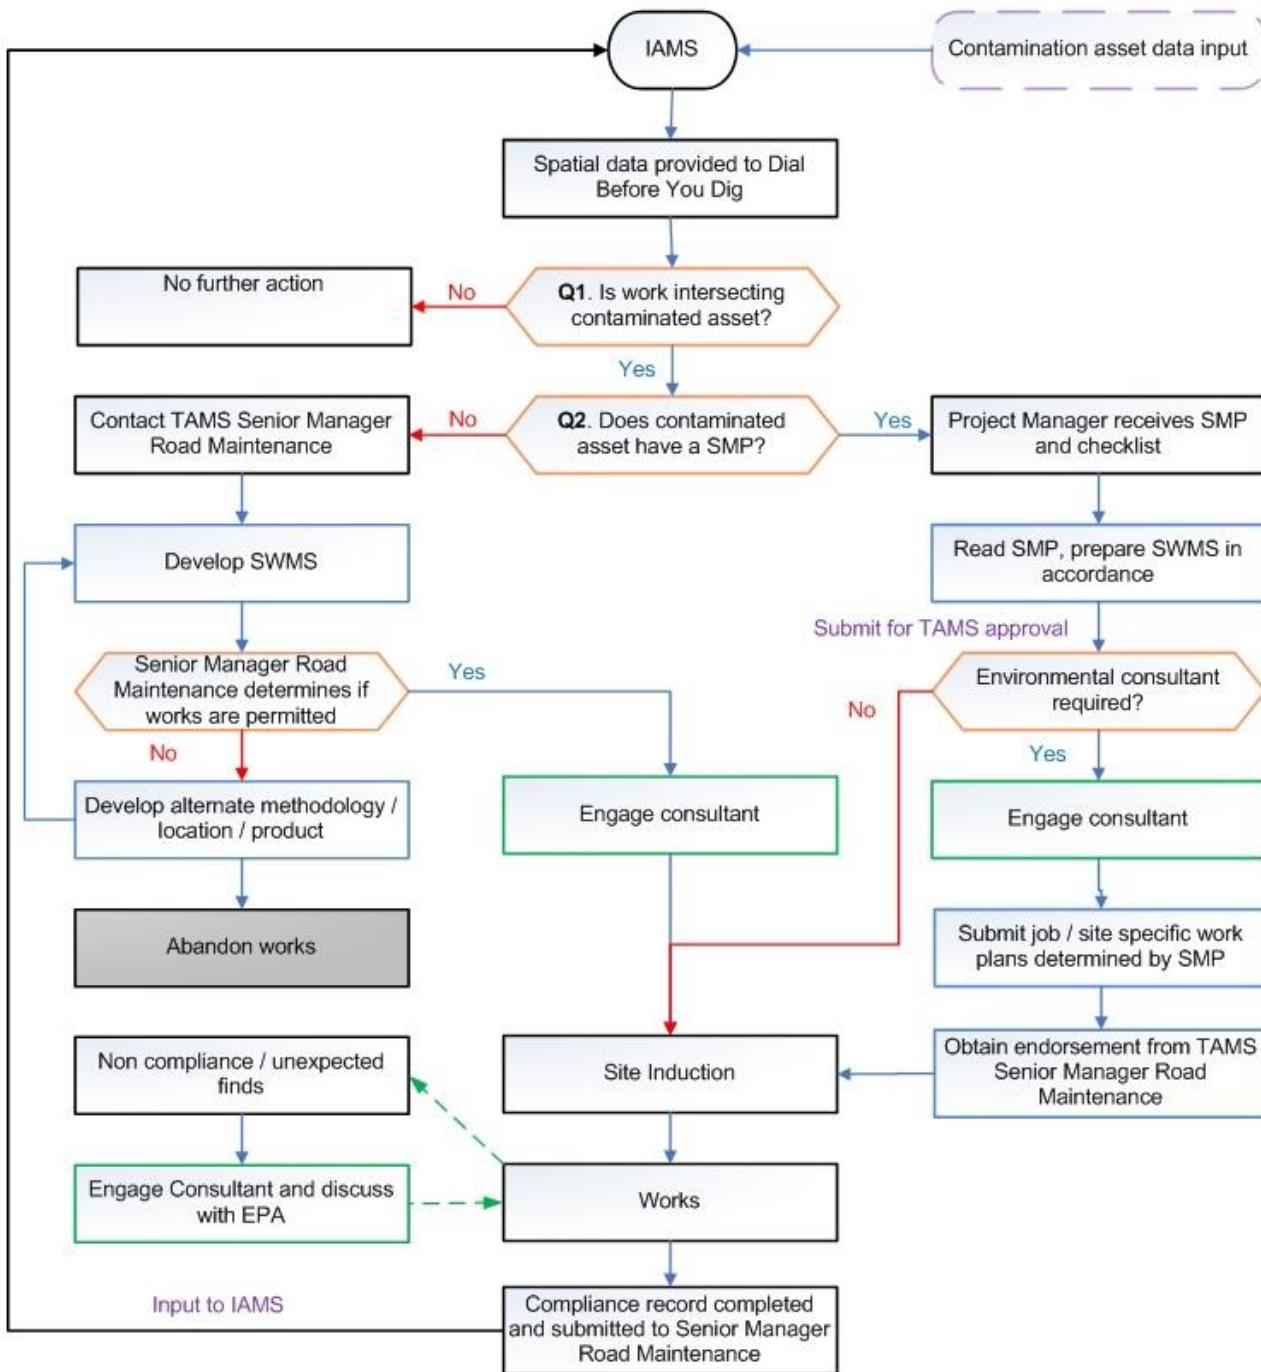 IAMS
Contamination asset data input
Spatial data provided to Dial
Before You Dig
No further action
No
Q1. Is work intersecting
contaminated asset?
Yes
Contact TAMS Senior Manager
Road Maintenance
No
Q2. Does contaminated
asset have a SMP?
Yes
Project Manager receives SMP
and checklist
Develop SWMS
Read SMP, prepare SWMS in
accordance
Submit for TAMS approval
Senior Manager Road
Maintenance determines if
works are permitted
Yes
No
Environmental consultant
required?
No
Yes
Develop alternate methodology /
location / product
Engage consultant
Engage consultant
Abandon works
Submit job / site specific work
plans determined by SMP
Non compliance / unexpected
finds
Site Induction
Obtain endorsement from TAMS
Senior Manager Road
Maintenance
Engage Consultant and discuss
with EPA
Works
Input to IAMS
Compliance record completed
and submitted to Senior Manager
Road Maintenance